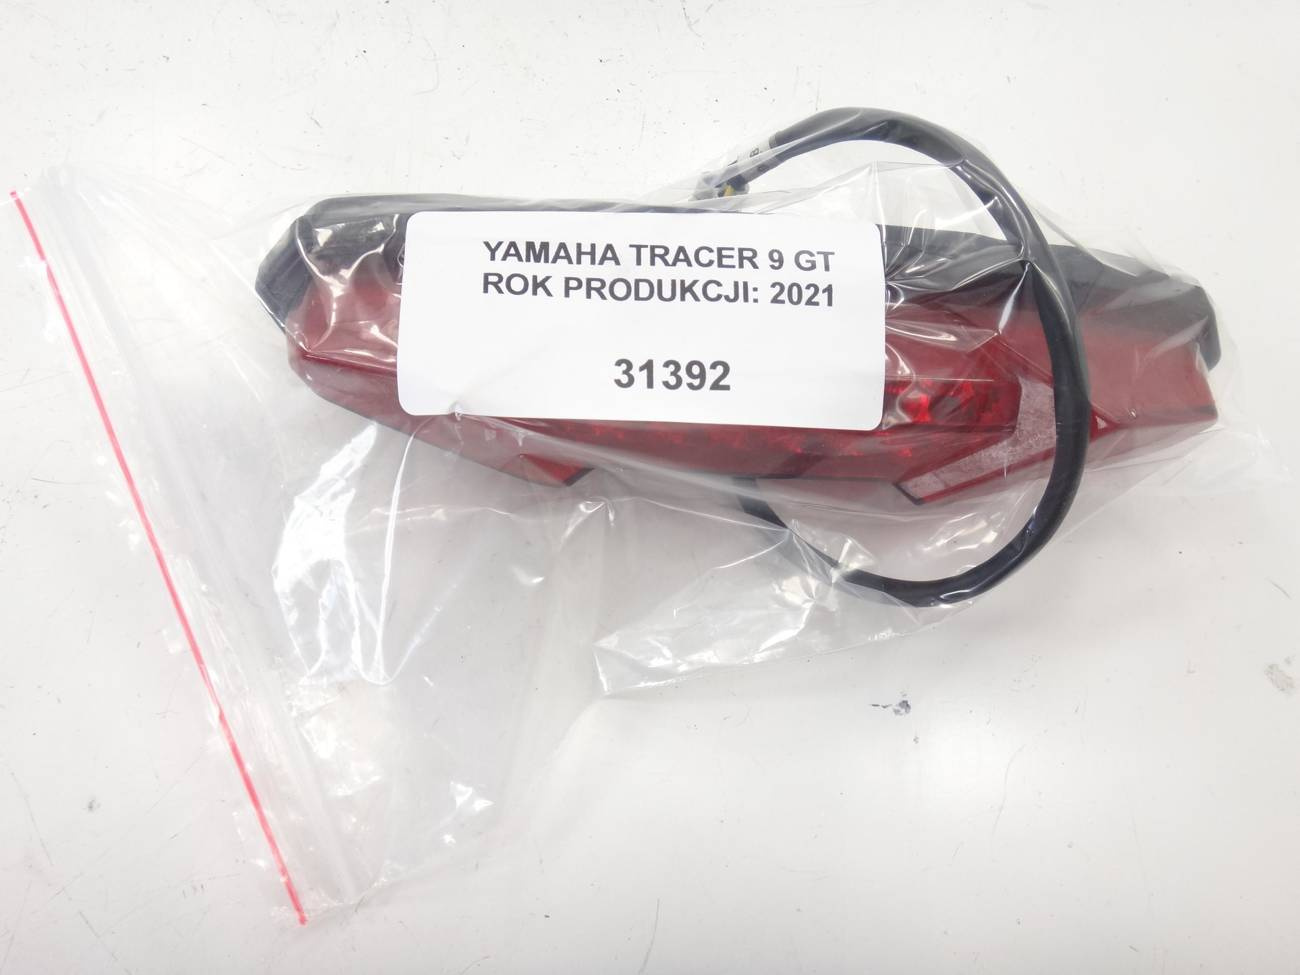 YAMAHA TRACER 9 GT
ROK PRODUKCJI: 2021
31392